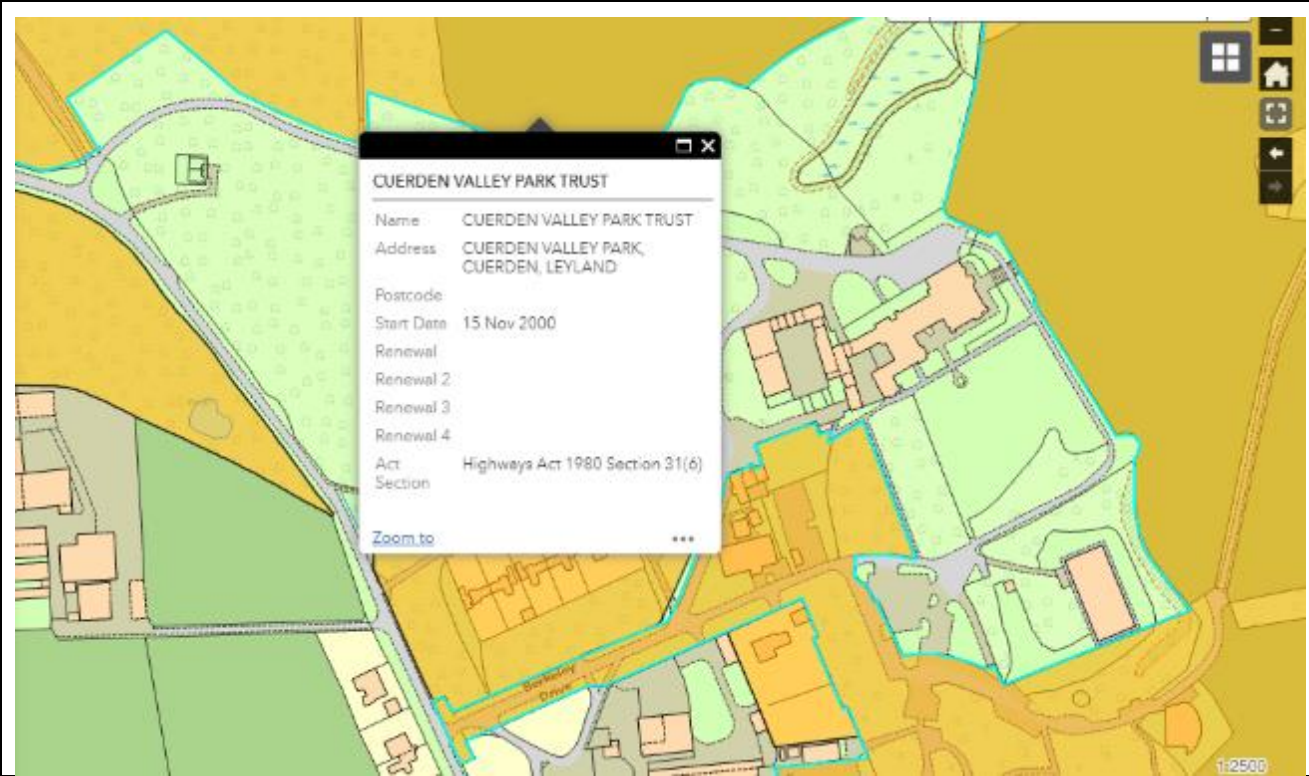 CUERDEN VALLEY PARK TRUST
Name CUERDEN VALLEY PARK TRUST
Address CUERDEN VALLEY PARK,
CUERDEN, LEYLAND
Postcode
Start Date 15 Nov 2000
Renewal
Renewal 2
Renewal 3
Renewal 4
Act Highways Act 1980 Section 31(6)
Section
Zoom to
Berkeley
Drive
1:2500